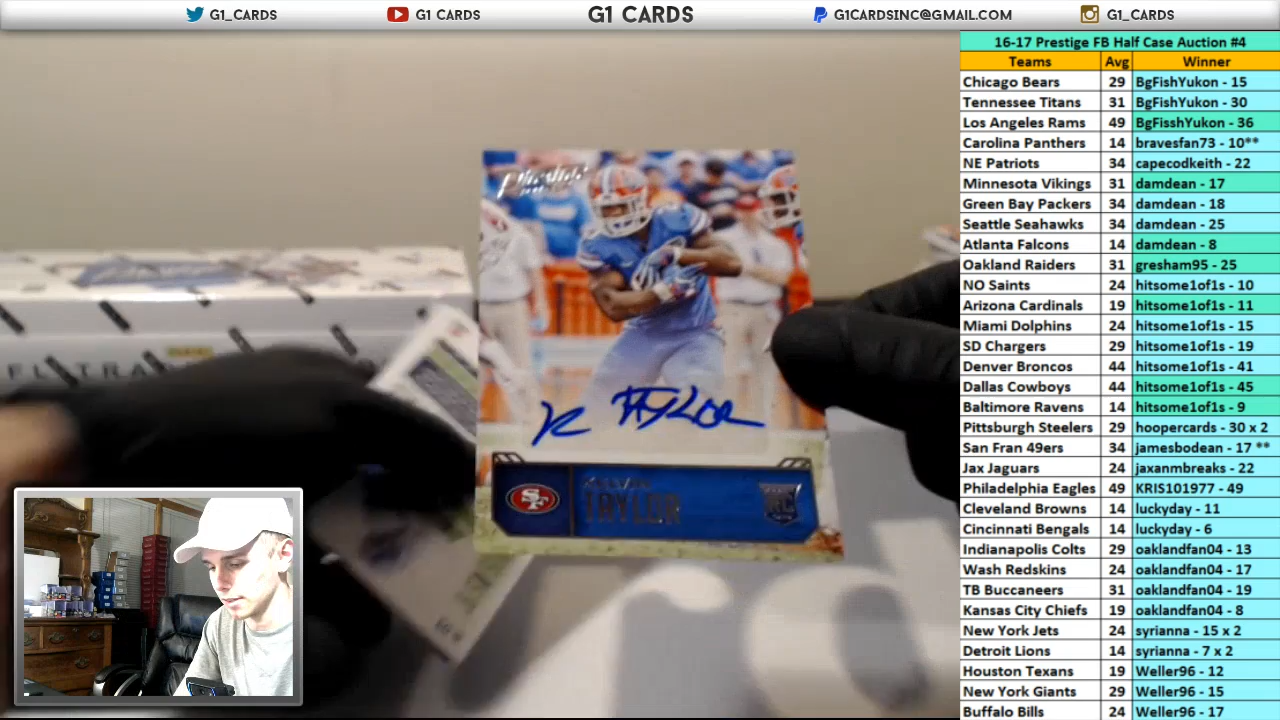 G1_CARDS
G1 CARDS
G1 CARDS
G1CARDSINC@GMAIL.COM
G1_CARDS
16-17 Prestige FB Half Case Auction #4
Teams Avg Winner
Chicago Bears 29 BgFishYukon - 15
Tennessee Titans 31 BgFishYukon - 30
Los Angeles Rams 49 BgFisshYukon - 36
Carolina Panthers 14 bravesfan73 - 10**
NE Patriots 34 capecodkeith - 22
Minnesota Vikings 31 damdean - 17
Green Bay Packers 34 damdean - 18
Seattle Seahawks 34 damdean - 25
Atlanta Falcons 14 damdean - 8
Oakland Raiders 31 gresham95 - 25
NO Saints 24 hitsome1of1s - 10
Arizona Cardinals 19 hitsome1of1s - 11
Miami Dolphins 24 hitsome1of1s - 15
SD Chargers 29 hitsome1of1s - 19
Denver Broncos 44 hitsome1of1s - 41
Dallas Cowboys 44 hitsome1of1s - 45
Baltimore Ravens 14 hitsome1of1s - 9
Pittsburgh Steelers 29 hoopercards - 30 x 2
San Fran 49ers 34 jamesbodean - 17 **
Jax Jaguars 24 jaxanmbreaks - 22
Philadelphia Eagles 49 KRIS101977 - 49
Cleveland Browns 14 luckyday - 11
Cincinnati Bengals 14 luckyday - 6
Indianapolis Colts 29 oaklandfan04 - 13
Wash Redskins 24 oaklandfan04 - 17
TB Buccaneers 31 oaklandfan04 - 19
Kansas City Chiefs 19 oaklandfan04 - 8
New York Jets 24 syrianna - 15 x 2
Detroit Lions 14 syrianna - 7 x 2
Houston Texans 19 Weller96 - 12
New York Giants 29 Weller96 - 15
Buffalo Bills 24 Weller96 - 17
Prestige
K Taylor
SF
TAYLOR
RC